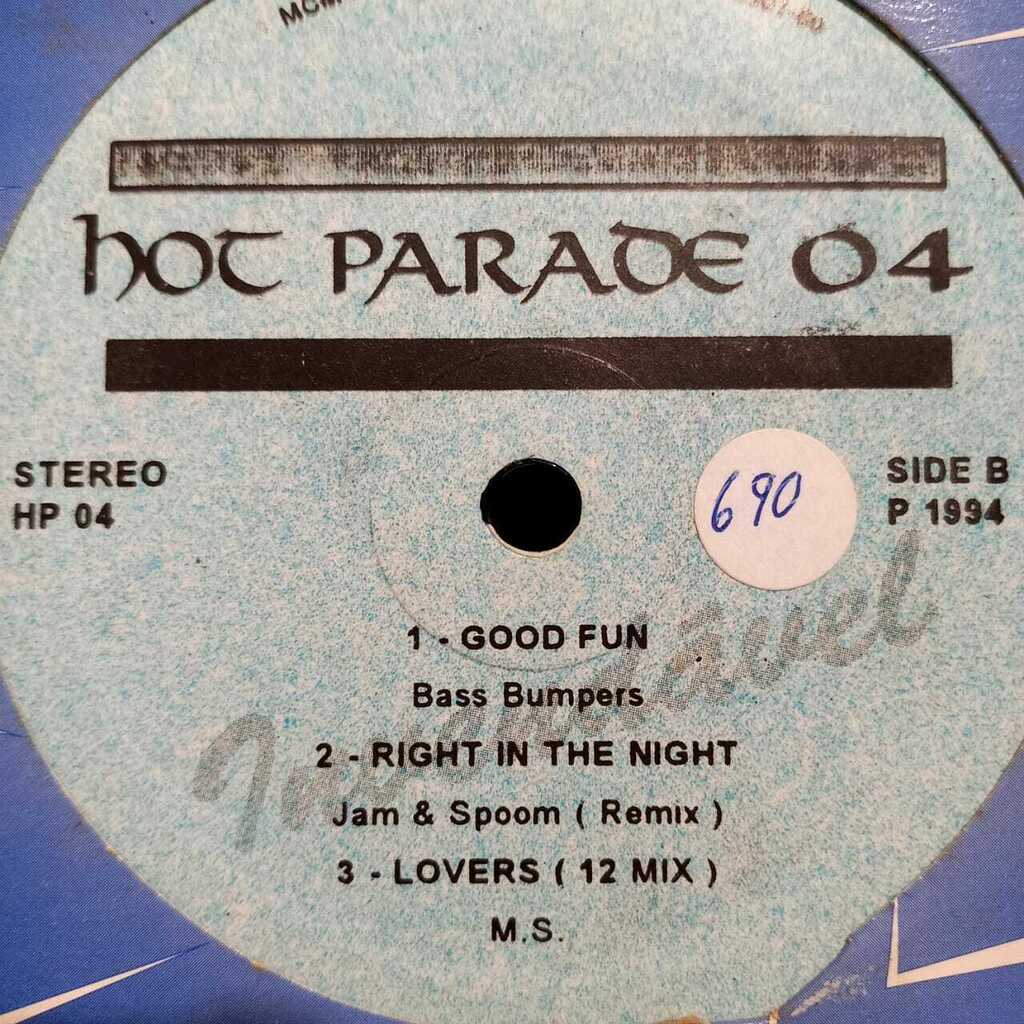 HOT PARADE 04
STEREO
HP 04
690
SIDE B
P 1994
1 - GOOD FUN
Bass Bumpers
2 - RIGHT IN THE NIGHT
Jam & Spoom ( Remix )
3 - LOVERS ( 12 MIX )
M.S.
Invendável